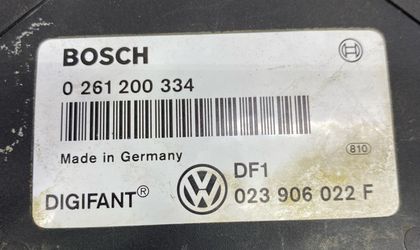 BOSCH
0 261 200 334
Made in Germany
810
DIGIFANT®
DF1
023 906 022 F